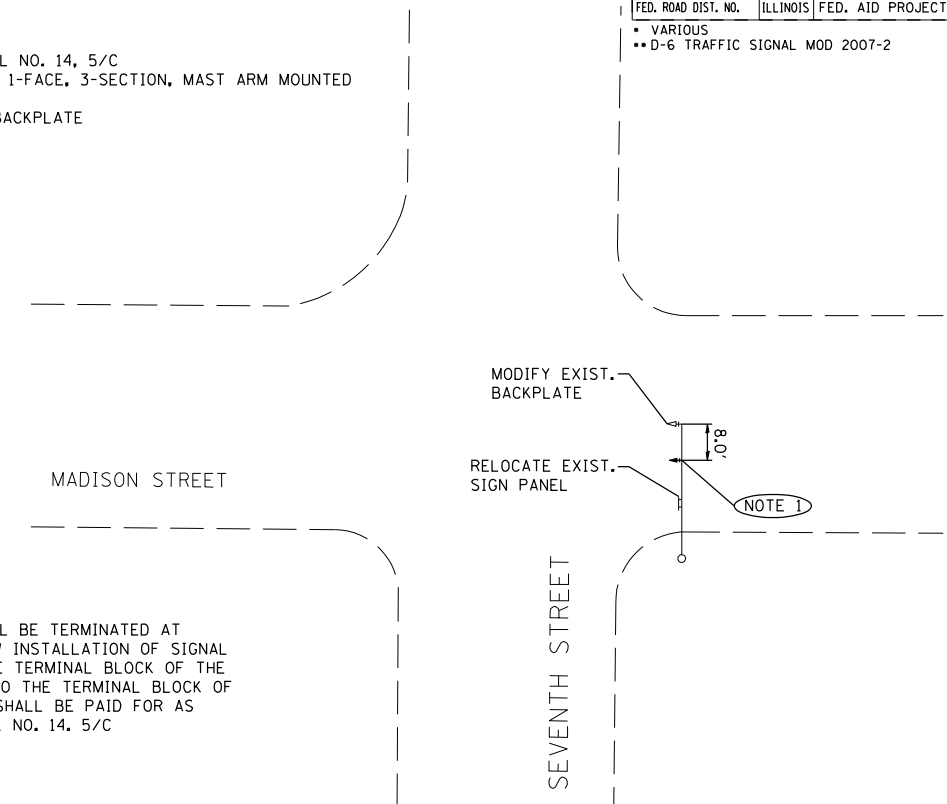 FED. ROAD DIST. NO. ILLINOIS FED. AID PROJECT
* VARIOUS
** D-6 TRAFFIC SIGNAL MOD 2007-2
L NO. 14, 5/C
1-FACE, 3-SECTION, MAST ARM MOUNTED
BACKPLATE
MODIFY EXIST.
BACKPLATE
8.0'
RELOCATE EXIST.
SIGN PANEL
NOTE 1
MADISON STREET
SEVENTH STREET
L BE TERMINATED AT
INSTALLATION OF SIGNAL
E TERMINAL BLOCK OF THE
O THE TERMINAL BLOCK OF
SHALL BE PAID FOR AS
NO. 14. 5/C